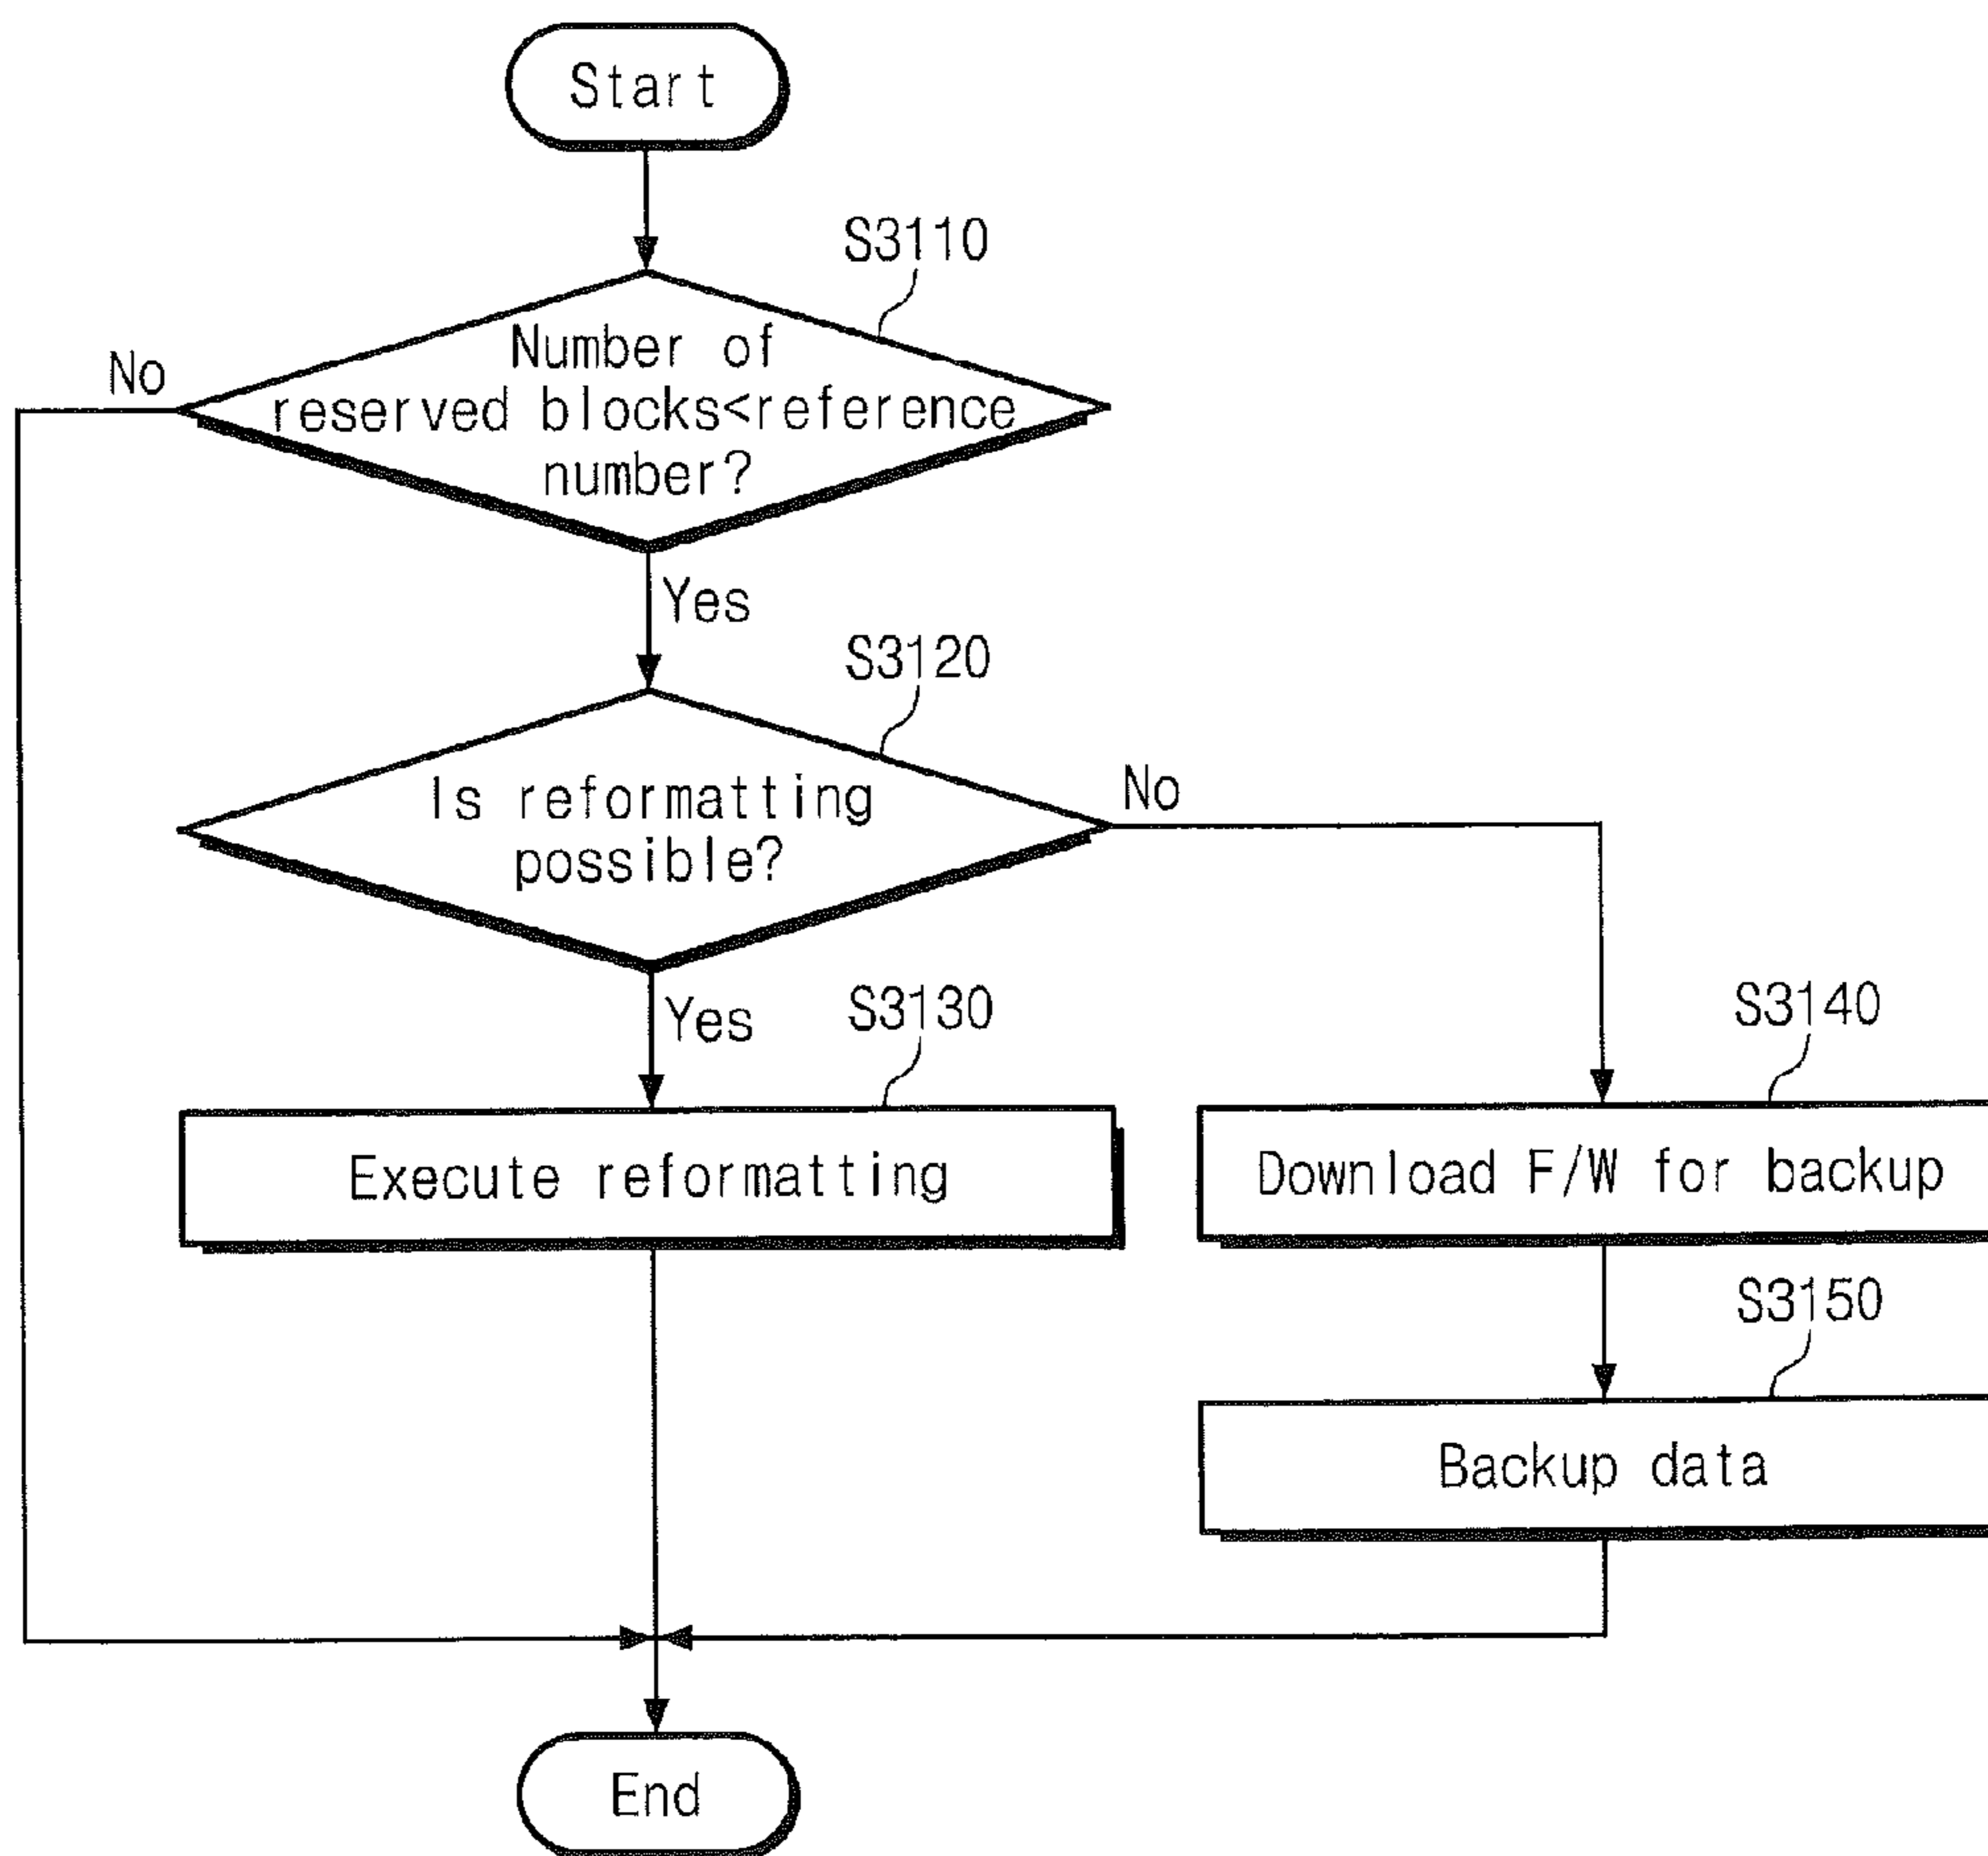 Start
S3110
No
Number of
reserved blocks<reference
number?
Yes
S3120
Is reformatting
possible?
No
Yes
S3130
S3140
Execute reformatting
Download F/W for backup
S3150
Backup data
End